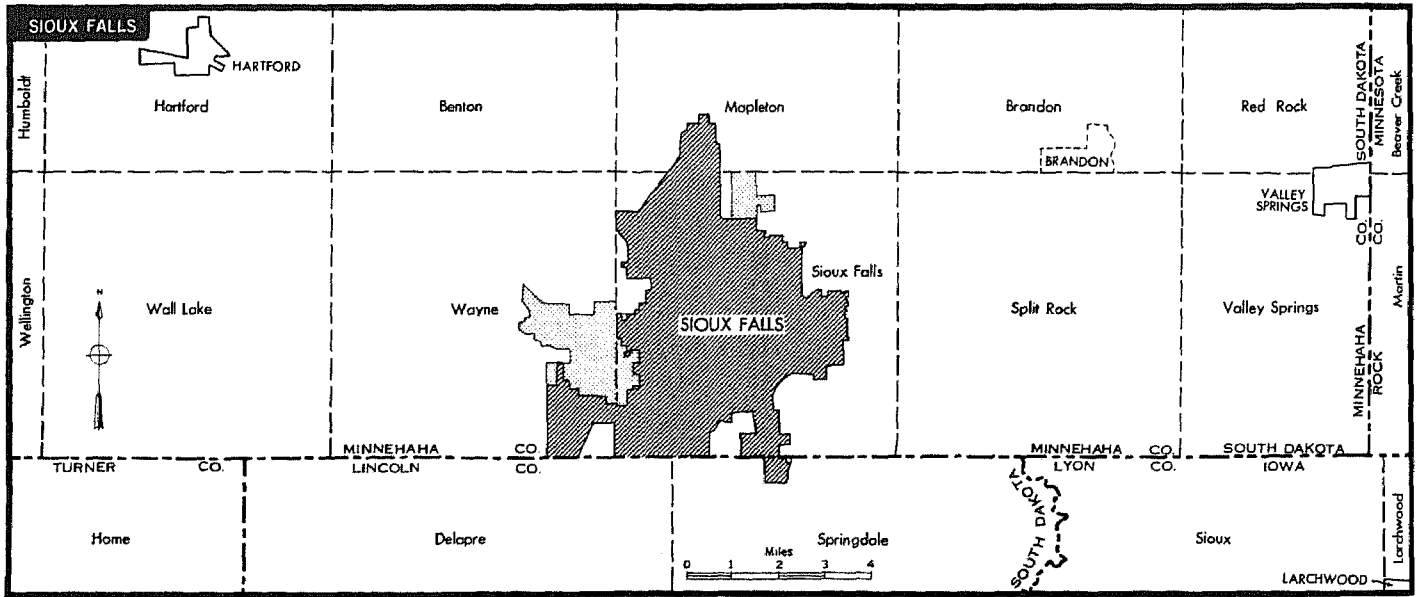 SIOUX FALLS
HARTFORD
Humboldt
Hartford
Benton
Mapleton
Brandon
Red Rock
SOUTH DAKOTA
MINNESOTA
Beaver Creek
BRANDON
VALLEY
SPRINGS
CO.
CO.
Wellington
N
Wall Lake
Wayne
Sioux Falls
SIOUX FALLS
Split Rock
Valley Springs
Martin
MINNEHAHA
ROCK
MINNEHAHA CO.
LINCOLN CO.
TURNER CO.
MINNEHAHA CO.
LYON CO.
SOUTH DAKOTA
IOWA
SOUTH DAKOTA
Home
Delapre
Springdale
Sioux
Larchwood
Miles
0 1 2 3 4
LARCHWOOD